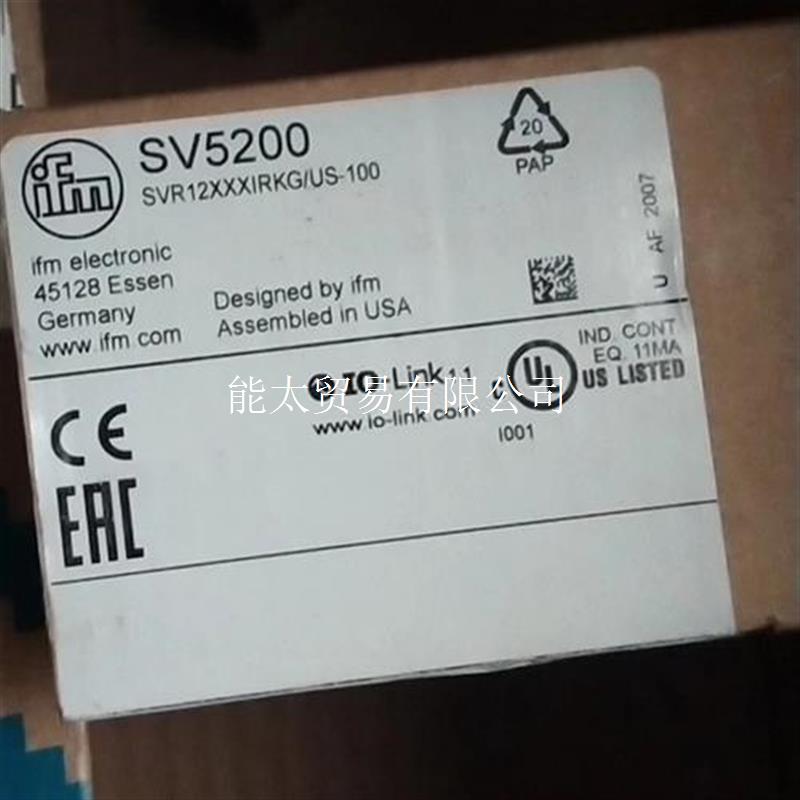 ifm
SV5200
SVR12XXXIRKG/US-100
20
PAP
U AF 2007
ifm electronic
45128 Essen
Germany
www.ifm.com
Designed by ifm
Assembled in USA
IO-Link 1.1
www.io-link.com
能太贸易有限公司
c UL US LISTED
IND. CONT
EQ. 11MA
I001
CE
EAC